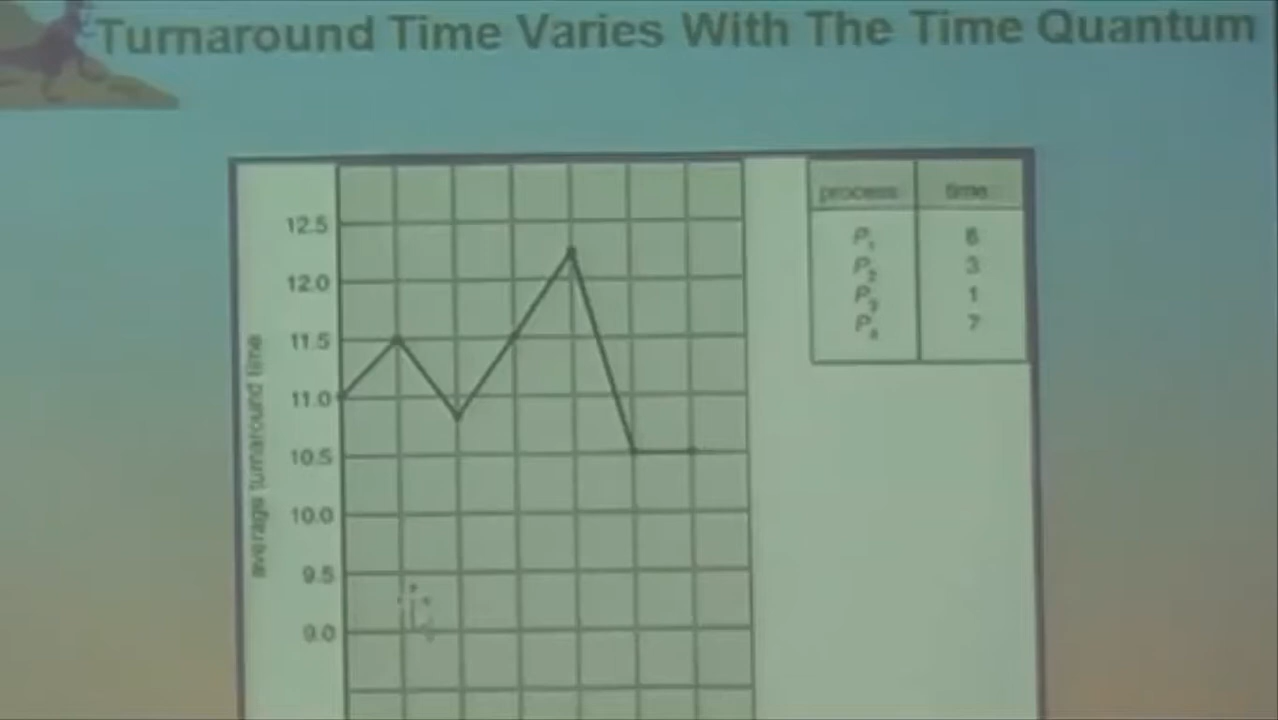 Turnaround Time Varies With The Time Quantum
average turnaround time
12.5
12.0
11.5
11.0
10.5
10.0
9.5
9.0
process time
P1 6
P2 3
P3 1
P4 7